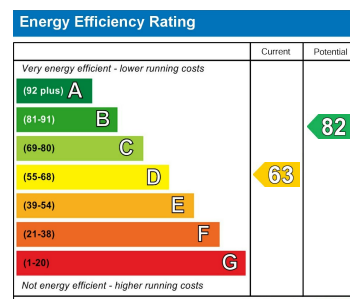 Energy Efficiency Rating
Current Potential
Very energy efficient - lower running costs
(92 plus) A
(81-91) B
82
(69-80) C
(55-68) D
63
(39-54) E
(21-38) F
(1-20) G
Not energy efficient - higher running costs